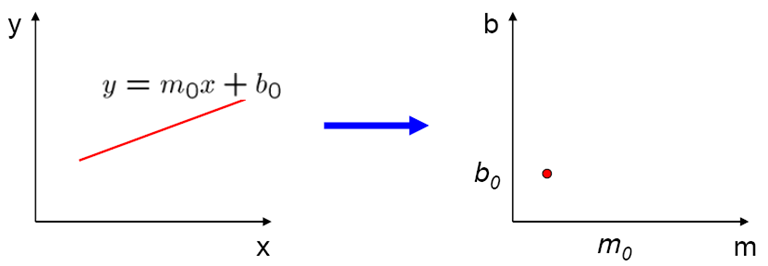 y
y = m₀x + b₀
x
b
b₀
m₀
m